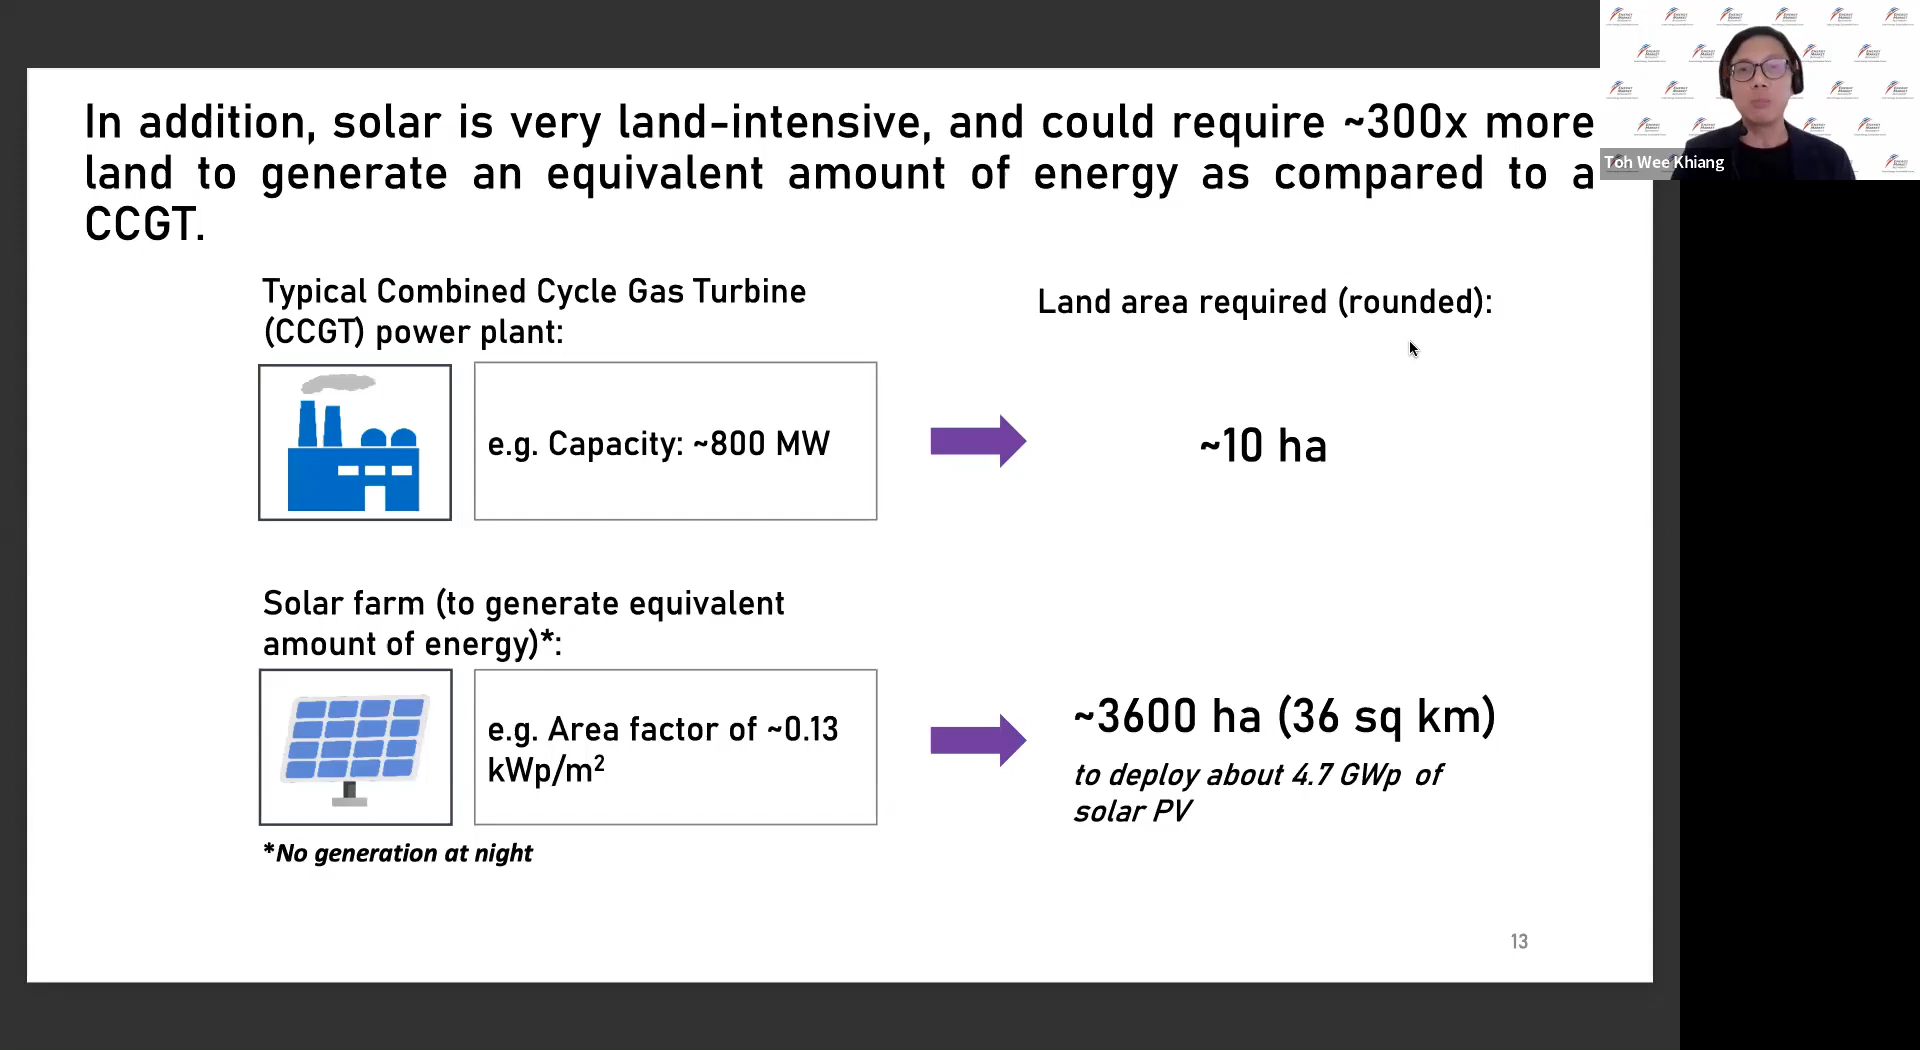 In addition, solar is very land-intensive, and could require ~300x more
land to generate an equivalent amount of energy as compared to a
CCGT.
Typical Combined Cycle Gas Turbine
(CCGT) power plant:
Land area required (rounded):
e.g. Capacity: ~800 MW
~10 ha
Solar farm (to generate equivalent
amount of energy)*:
e.g. Area factor of ~0.13
kWp/m²
~3600 ha (36 sq km)
to deploy about 4.7 GWp of
solar PV
*No generation at night
13
Toh Wee Khiang
ENERGY
MARKET